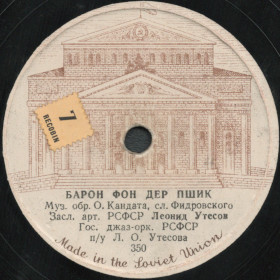 7
RECORDIN
БАРОН ФОН ДЕР ПШИК
Муз. обр. О. Кандата, сл. Фидровского
Засл. арт. РСФСР Леонид Утесов
Гос. джаз-орк. РСФСР
п/у Л. О. Утесова
350
Made in the Soviet Union